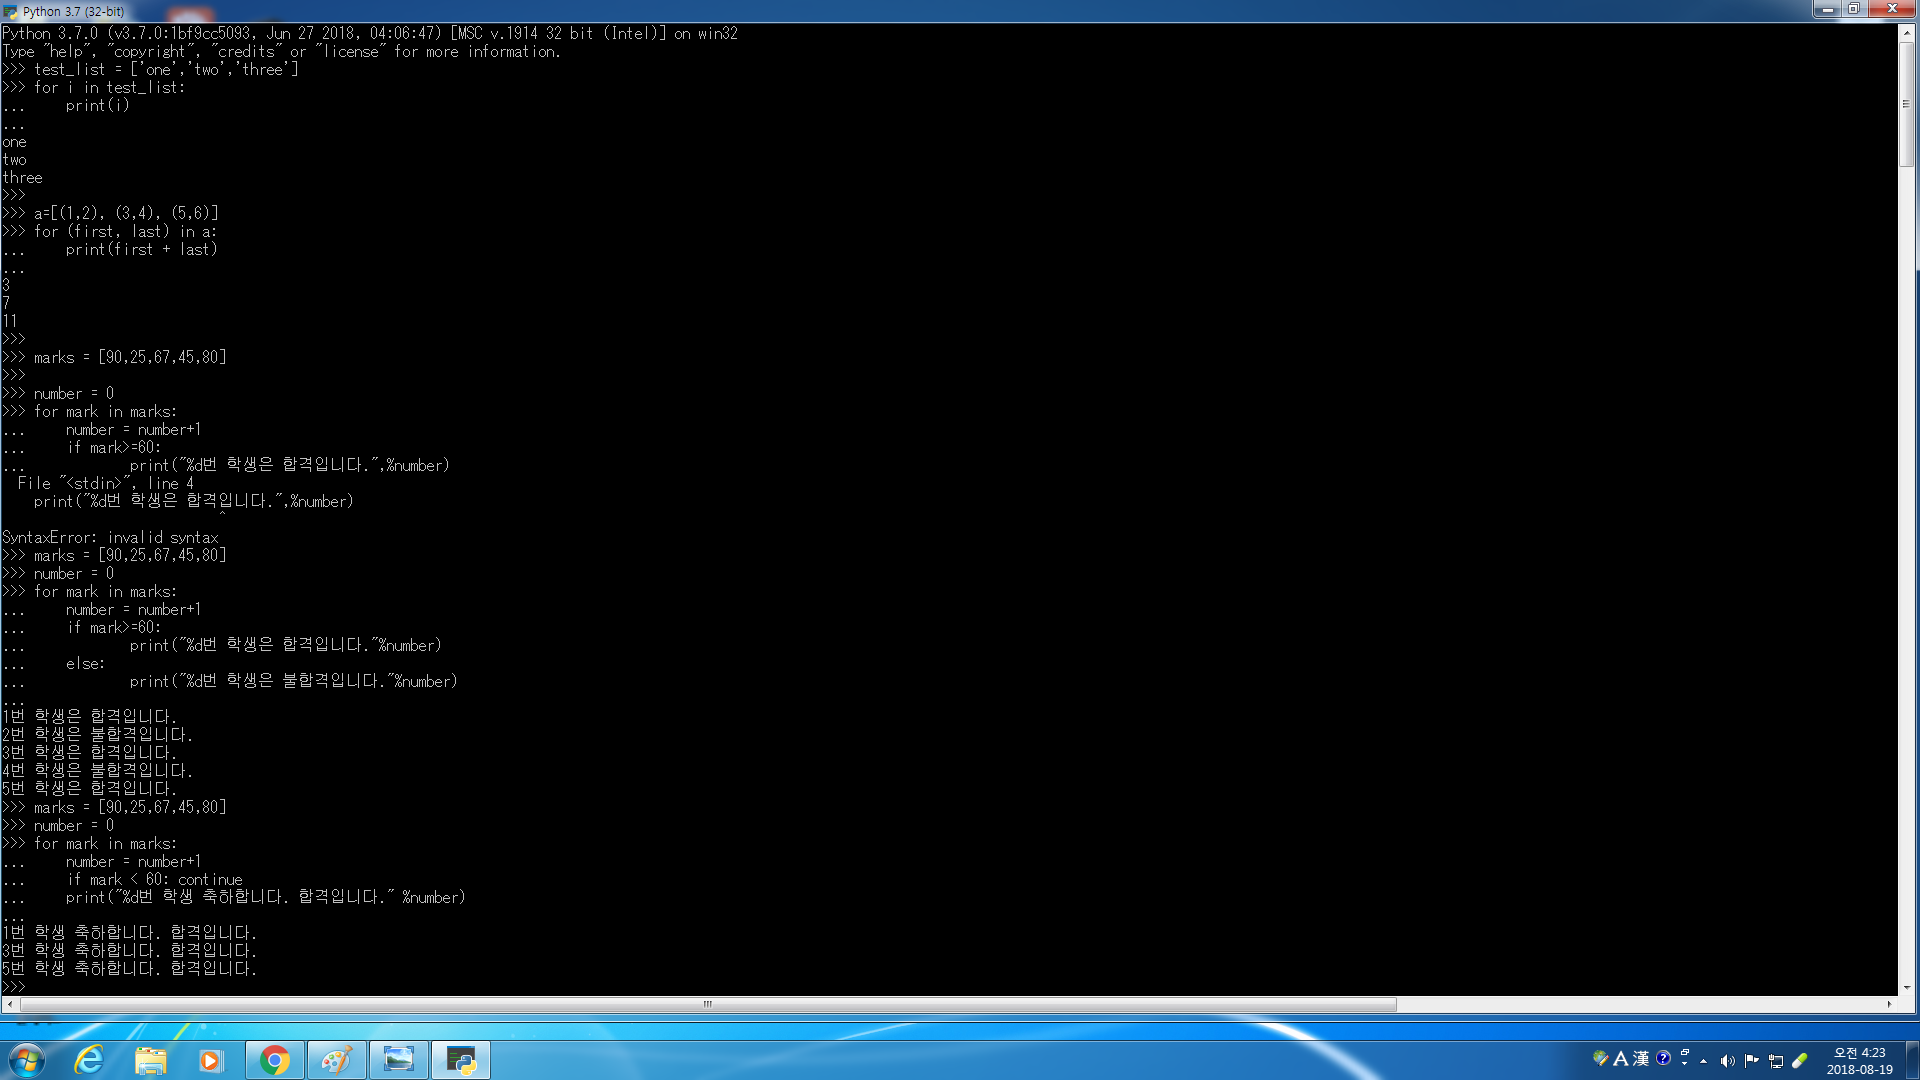 Python 3.7 (32-bit)
Python 3.7.0 (v3.7.0:1bf9cc5093, Jun 27 2018, 04:06:47) [MSC v.1914 32 bit (Intel)] on win32
Type "help", "copyright", "credits" or "license" for more information.
>>> test_list = ['one','two','three']
>>> for i in test_list:
...     print(i)
...
one
two
three
>>>
>>> a=[(1,2), (3,4), (5,6)]
>>> for (first, last) in a:
...     print(first + last)
...
3
7
11
>>>
>>> marks = [90,25,67,45,80]
>>>
>>> number = 0
>>> for mark in marks:
...     number = number+1
...     if mark>=60:
...             print("%d번 학생은 합격입니다.",%number)
  File "<stdin>", line 4
    print("%d번 학생은 합격입니다.",%number)
                           ^
SyntaxError: invalid syntax
>>> marks = [90,25,67,45,80]
>>> number = 0
>>> for mark in marks:
...     number = number+1
...     if mark>=60:
...             print("%d번 학생은 합격입니다."%number)
...     else:
...             print("%d번 학생은 불합격입니다."%number)
...
1번 학생은 합격입니다.
2번 학생은 불합격입니다.
3번 학생은 합격입니다.
4번 학생은 불합격입니다.
5번 학생은 합격입니다.
>>> marks = [90,25,67,45,80]
>>> number = 0
>>> for mark in marks:
...     number = number+1
...     if mark < 60: continue
...     print("%d번 학생 축하합니다. 합격입니다." %number)
...
1번 학생 축하합니다. 합격입니다.
3번 학생 축하합니다. 합격입니다.
5번 학생 축하합니다. 합격입니다.
>>>
A 漢
오전 4:23
2018-08-19